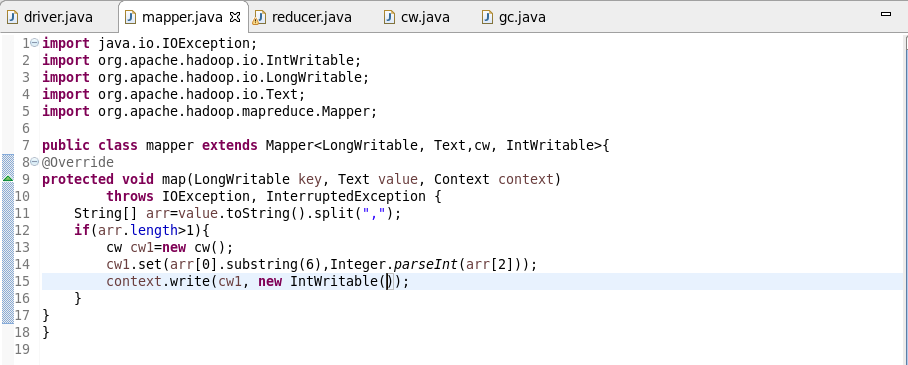 driver.java mapper.java reducer.java cw.java gc.java
1 import java.io.IOException;
2 import org.apache.hadoop.io.IntWritable;
3 import org.apache.hadoop.io.LongWritable;
4 import org.apache.hadoop.io.Text;
5 import org.apache.hadoop.mapreduce.Mapper;
6
7 public class mapper extends Mapper<LongWritable, Text,cw, IntWritable>{
8 @Override
9 protected void map(LongWritable key, Text value, Context context)
10         throws IOException, InterruptedException {
11     String[] arr=value.toString().split(",");
12     if(arr.length>1){
13         cw cw1=new cw();
14         cw1.set(arr[0].substring(6),Integer.parseInt(arr[2]));
15         context.write(cw1, new IntWritable());
16     }
17 }
18 }
19